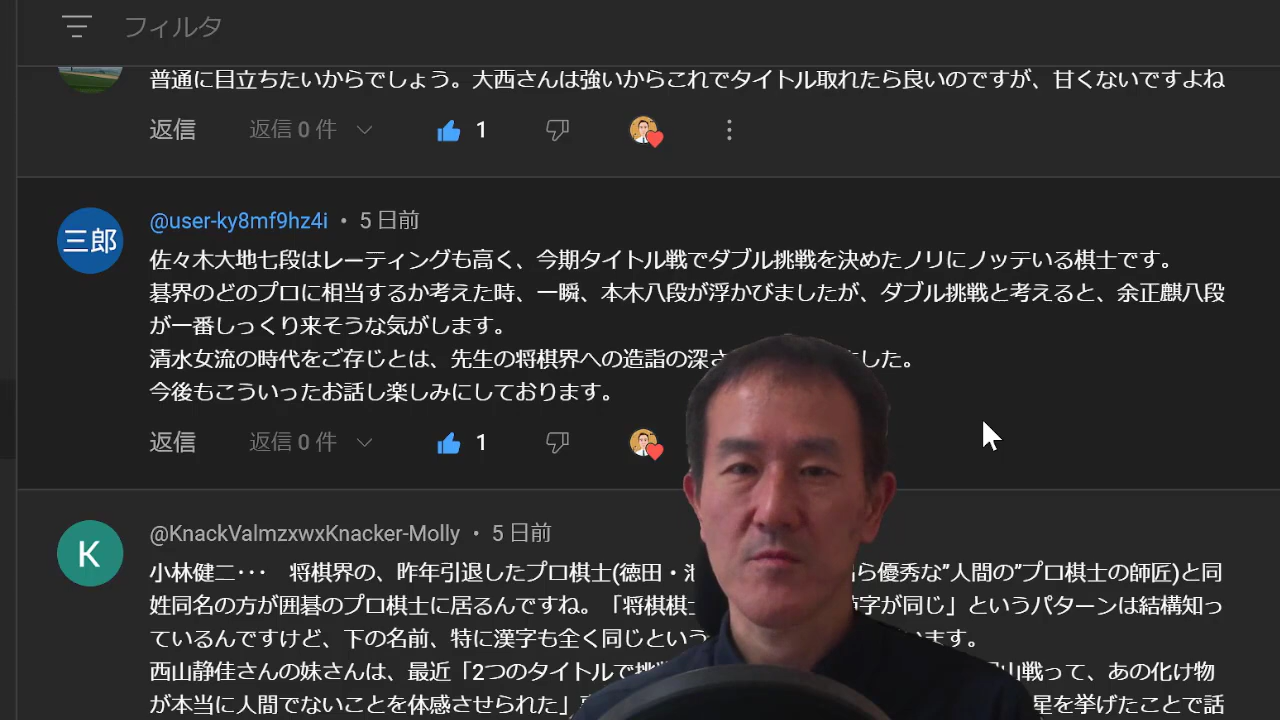 フィルタ
普通に目立ちたいからでしょう。大西さんは強いからこれでタイトル取れたら良いのですが、甘くないですよね
返信 返信 0 件 1
三郎
@user-ky8mf9hz4i • 5 日前
佐々木大地七段はレーティングも高く、今期タイトル戦でダブル挑戦を決めたノリにノッテいる棋士です。
碁界のどのプロに相当するか考えた時、一瞬、本木八段が浮かびましたが、ダブル挑戦と考えると、余正麒八段
が一番しっくり来そうな気がします。
清水女流の時代をご存じとは、先生の将棋界への造詣の深さ した。
今後もこういったお話し楽しみにしております。
返信 返信 0 件 1
K
@KnackValmzxwxKnacker-Molly • 5 日前
小林健二･･･ 将棋界の、昨年引退したプロ棋士(徳田・ ら優秀な”人間の”プロ棋士の師匠)と同
姓同名の方が囲碁のプロ棋士に居るんですね。「将棋棋 字が同じ」というパターンは結構知っ
ているんですけど、下の名前、特に漢字も全く同じという います。
西山静佳さんの妹さんは、最近「2つのタイトルで挑 山戦って、あの化け物
が本当に人間でないことを体感させられた」 星を挙げたことで話